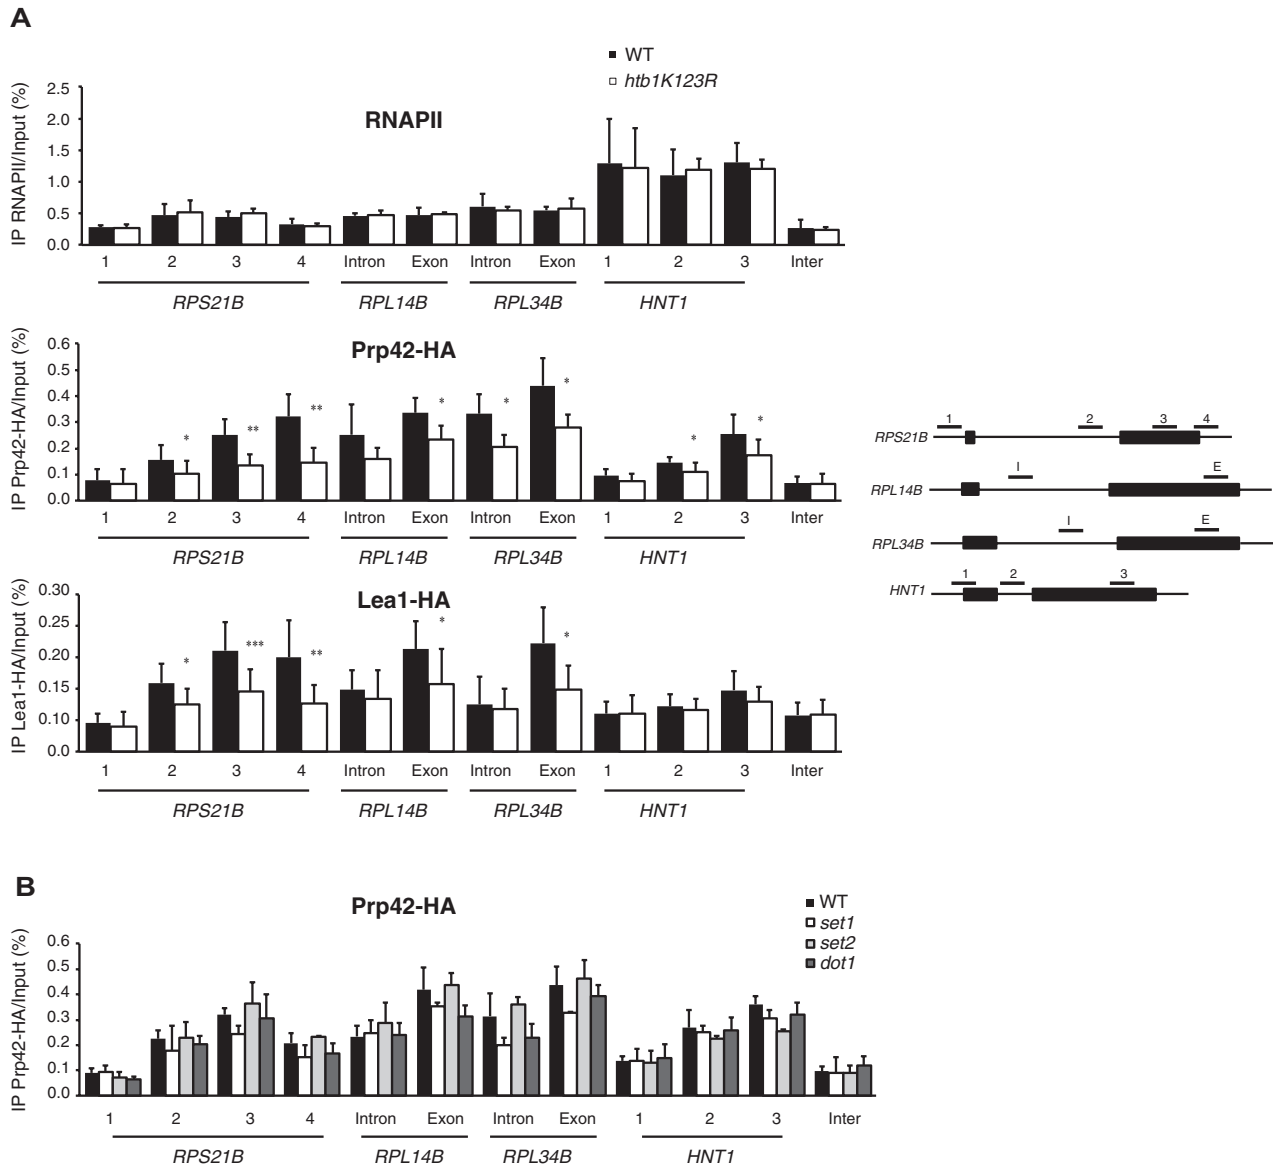 A
WT
htb1K123R
RNAPII
IP RNAPII/Input (%)
2.5
2.0
1.5
1.0
0.5
0.0
1 2 3 4 Intron Exon Intron Exon 1 2 3 Inter
RPS21B RPL14B RPL34B HNT1
Prp42-HA
IP Prp42-HA/Input (%)
0.6
0.5
0.4
0.3
0.2
0.1
0.0
* ** ** * * * * *
1 2 3 4 Intron Exon Intron Exon 1 2 3 Inter
RPS21B RPL14B RPL34B HNT1
Lea1-HA
IP Lea1-HA/Input (%)
0.30
0.25
0.20
0.15
0.10
0.0
* *** ** * *
1 2 3 4 Intron Exon Intron Exon 1 2 3 Inter
RPS21B RPL14B RPL34B HNT1
1 2 3 4
RPS21B
I E
RPL14B
I E
RPL34B
1 2 3
HNT1
B
Prp42-HA
WT
set1
set2
dot1
IP Prp42-HA/Input (%)
0.6
0.5
0.4
0.3
0.2
0.1
0.0
1 2 3 4 Intron Exon Intron Exon 1 2 3 Inter
RPS21B RPL14B RPL34B HNT1